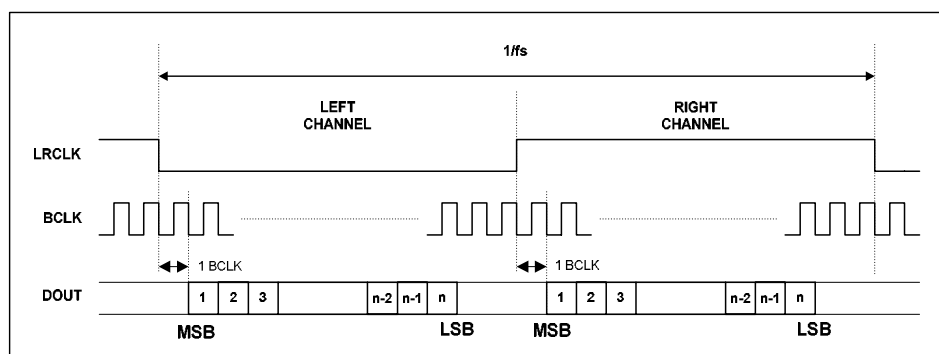 1/fs
LEFT
CHANNEL
RIGHT
CHANNEL
LRCLK
BCLK
1 BCLK
1 BCLK
DOUT
1 2 3 n-2 n-1 n 1 2 3 n-2 n-1 n
MSB LSB MSB LSB